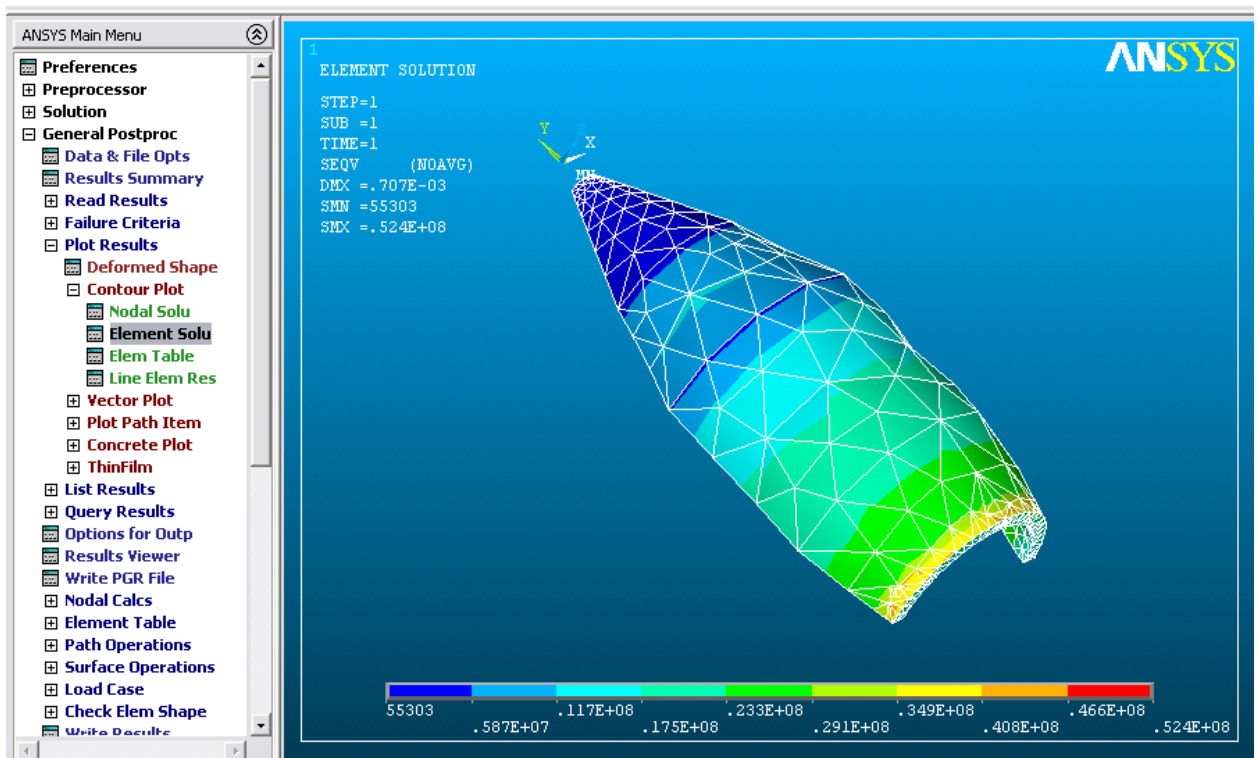 ANSYS Main Menu
Preferences
Preprocessor
Solution
General Postproc
Data & File Opts
Results Summary
Read Results
Failure Criteria
Plot Results
Deformed Shape
Contour Plot
Nodal Solu
Element Solu
Elem Table
Line Elem Res
Vector Plot
Plot Path Item
Concrete Plot
ThinFilm
List Results
Query Results
Options for Outp
Results Viewer
Write PGR File
Nodal Calcs
Element Table
Path Operations
Surface Operations
Load Case
Check Elem Shape
Write Results
1
ANSYS
ELEMENT SOLUTION
STEP=1
SUB =1
TIME=1
SEQV (NOAVG)
DMX =.707E-03
SMN =55303
SMX =.524E+08
Y
Z
X
MN
55303 .117E+08 .233E+08 .349E+08 .466E+08
.587E+07 .175E+08 .291E+08 .408E+08 .524E+08